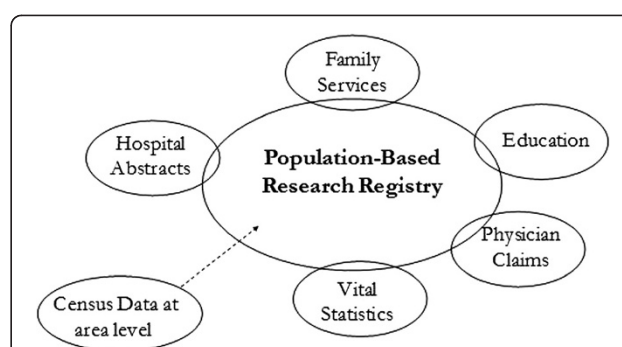 Family
Services
Hospital
Abstracts
Education
Population-Based
Research Registry
Physician
Claims
Census Data at
area level
Vital
Statistics